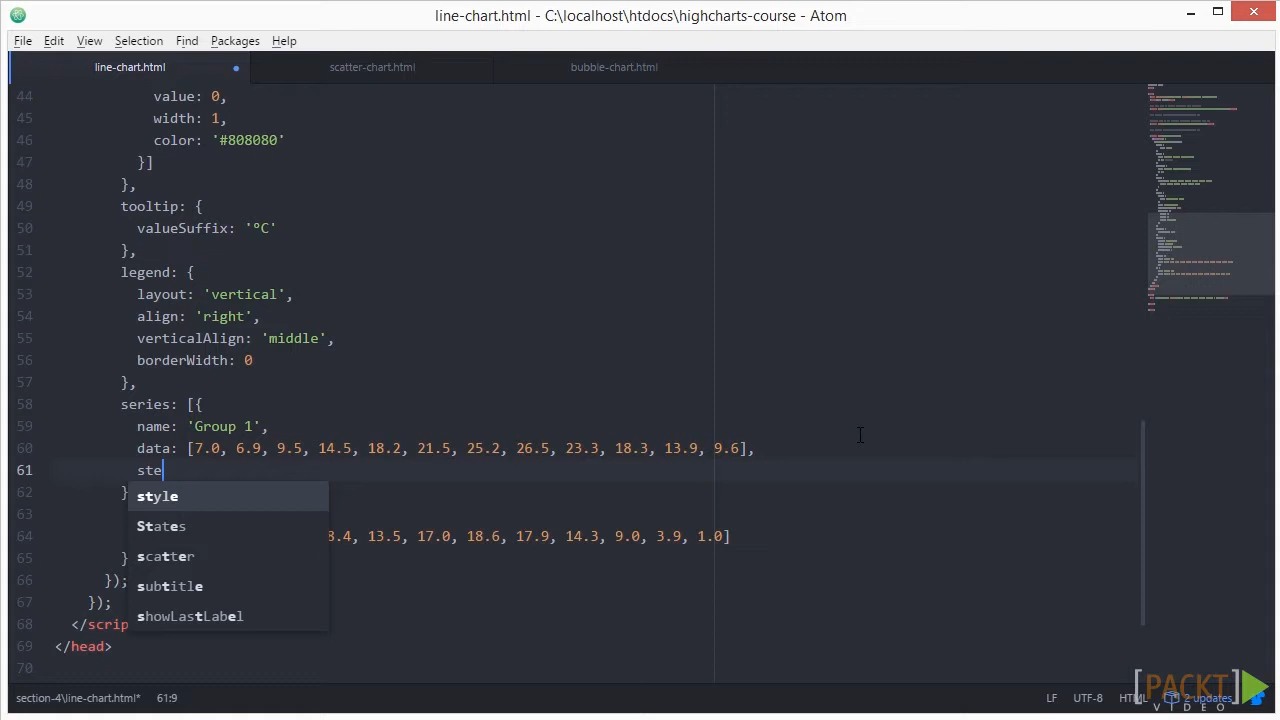 line-chart.html - C:\localhost\htdocs\highcharts-course - Atom
File Edit View Selection Find Packages Help
line-chart.html scatter-chart.html bubble-chart.html
44 value: 0,
45 width: 1,
46 color: '#808080'
47 }]
48 },
49 tooltip: {
50 valueSuffix: '°C'
51 },
52 legend: {
53 layout: 'vertical',
54 align: 'right',
55 verticalAlign: 'middle',
56 borderWidth: 0
57 },
58 series: [{
59 name: 'Group 1',
60 data: [7.0, 6.9, 9.5, 14.5, 18.2, 21.5, 25.2, 26.5, 23.3, 18.3, 13.9, 9.6],
61 ste
62 }
style
63
States
64 8.4, 13.5, 17.0, 18.6, 17.9, 14.3, 9.0, 3.9, 1.0]
scatter
65 }
66 });
subtitle
67 });
showLastLabel
68 </scrip
69 </head>
70
section-4\line-chart.html* 61:9 LF UTF-8 HTML 2 updates
[PACKT]
VIDEO